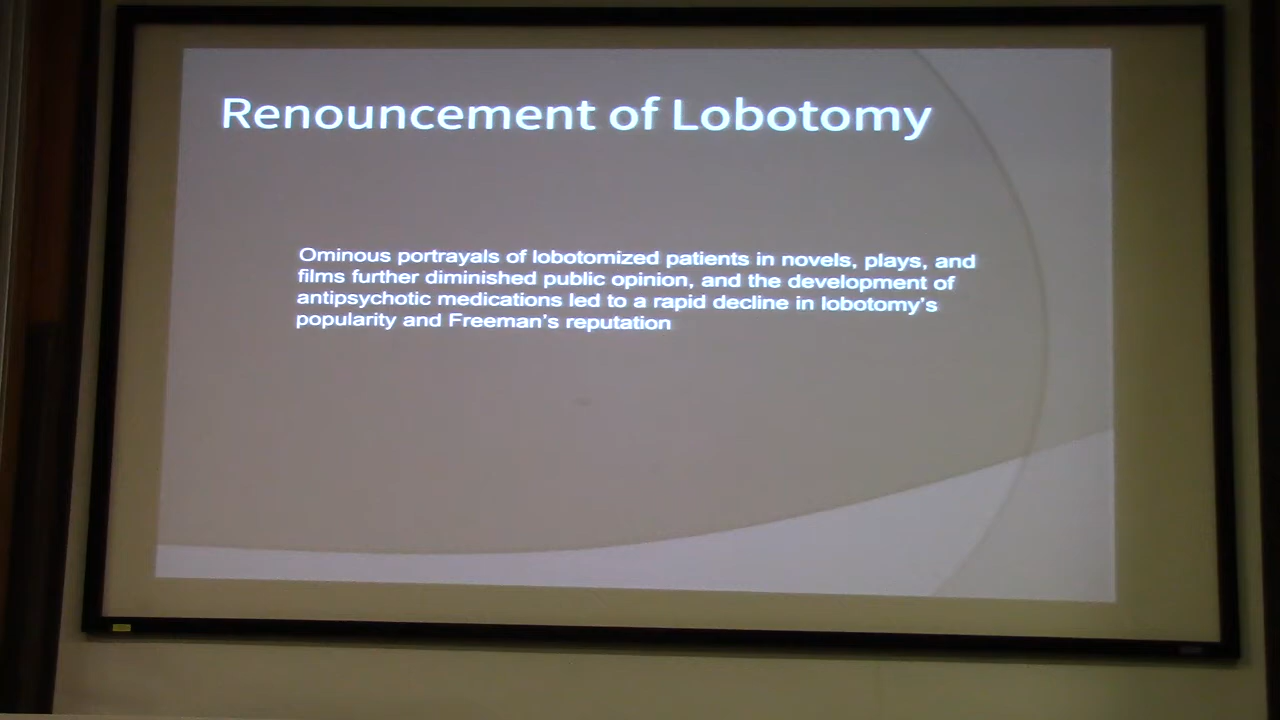 Renouncement of Lobotomy
Ominous portrayals of lobotomized patients in novels, plays, and
films further diminished public opinion, and the development of
antipsychotic medications led to a rapid decline in lobotomy's
popularity and Freeman's reputation